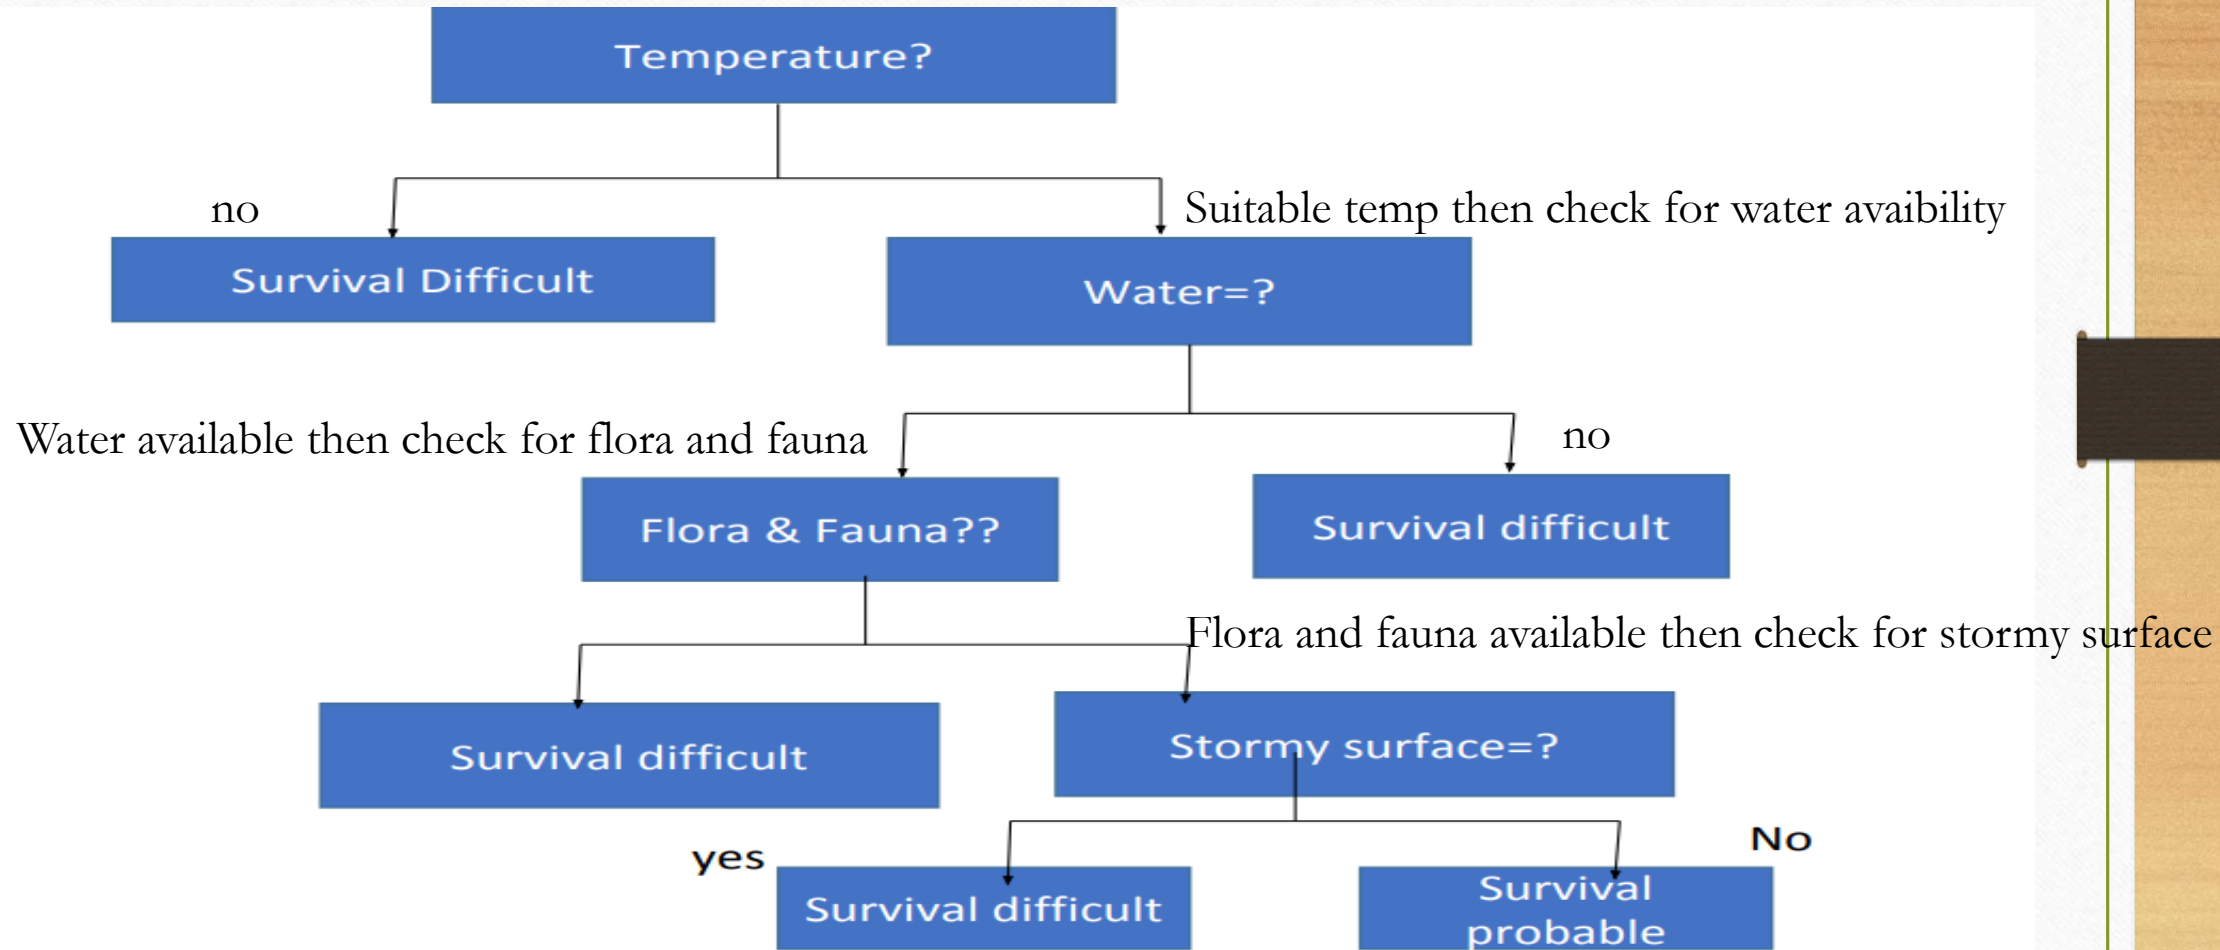 Temperature?
no
Suitable temp then check for water avaibility
Survival Difficult
Water=?
Water available then check for flora and fauna
no
Flora & Fauna??
Survival difficult
Flora and fauna available then check for stormy surface
Survival difficult
Stormy surface=?
yes
No
Survival difficult
Survival
probable